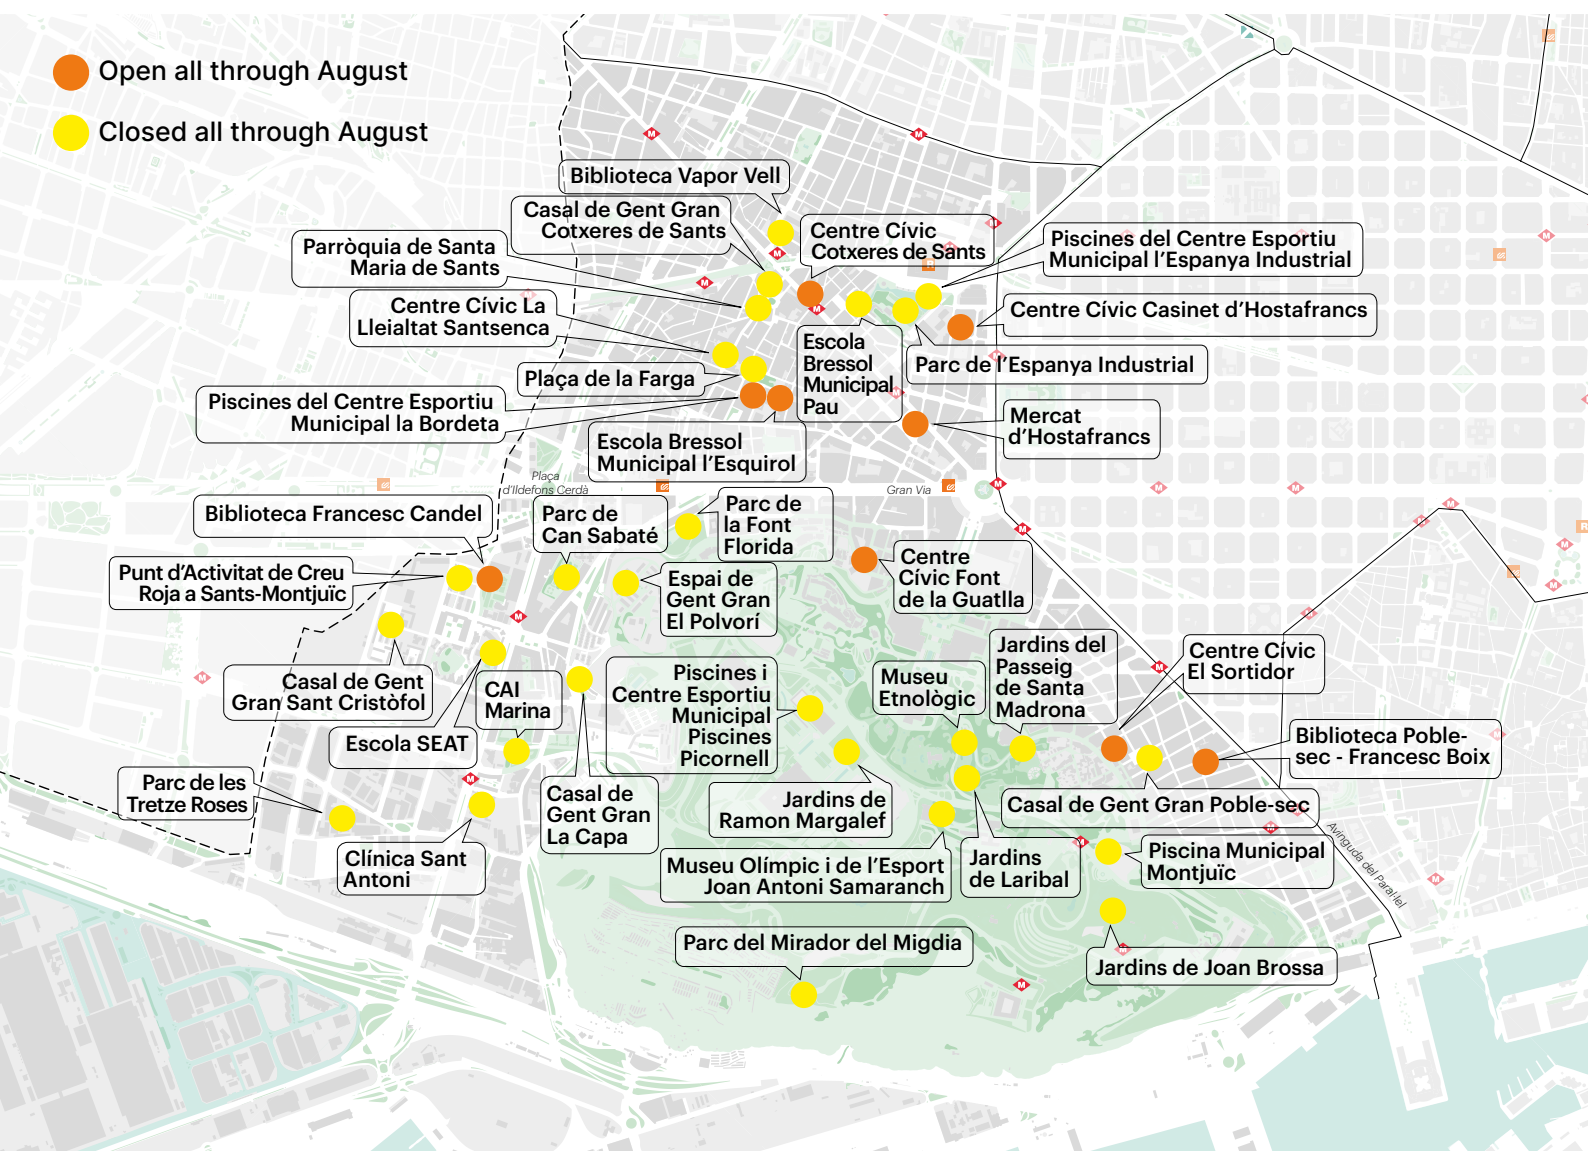 Open all through August
Closed all through August
Biblioteca Vapor Vell
Casal de Gent Gran
Cotxeres de Sants
Centre Cívic
Cotxeres de Sants
Piscines del Centre Esportiu
Municipal l'Espanya Industrial
Parròquia de Santa
Maria de Sants
Centre Cívic La
Lleialtat Santsenca
Centre Cívic Casinet d'Hostafrancs
Escola
Bressol
Municipal
Pau
Parc de l'Espanya Industrial
Plaça de la Farga
Piscines del Centre Esportiu
Municipal la Bordeta
Mercat
d'Hostafrancs
Escola Bressol
Municipal l'Esquirol
Plaça
d'Ildefons Cerdà
Gran Via
Biblioteca Francesc Candel
Parc de
Can Sabaté
Parc de
la Font
Florida
Centre
Cívic Font
de la Guatlla
Punt d'Activitat de Creu
Roja a Sants-Montjuïc
Espai de
Gent Gran
El Polvorí
Casal de Gent
Gran Sant Cristòfol
CAI
Marina
Piscines i
Centre Esportiu
Municipal
Piscines
Picornell
Museu
Etnològic
Jardins del
Passeig
de Santa
Madrona
Centre Cívic
El Sortidor
Escola SEAT
Biblioteca Poble-
sec - Francesc Boix
Parc de les
Tretze Roses
Casal de
Gent Gran
La Capa
Jardins de
Ramon Margalef
Casal de Gent Gran Poble-sec
Clínica Sant
Antoni
Museu Olímpic i de l'Esport
Joan Antoni Samaranch
Jardins
de Laribal
Piscina Municipal
Montjuïc
Avinguda del Paral·lel
Parc del Mirador del Migdia
Jardins de Joan Brossa